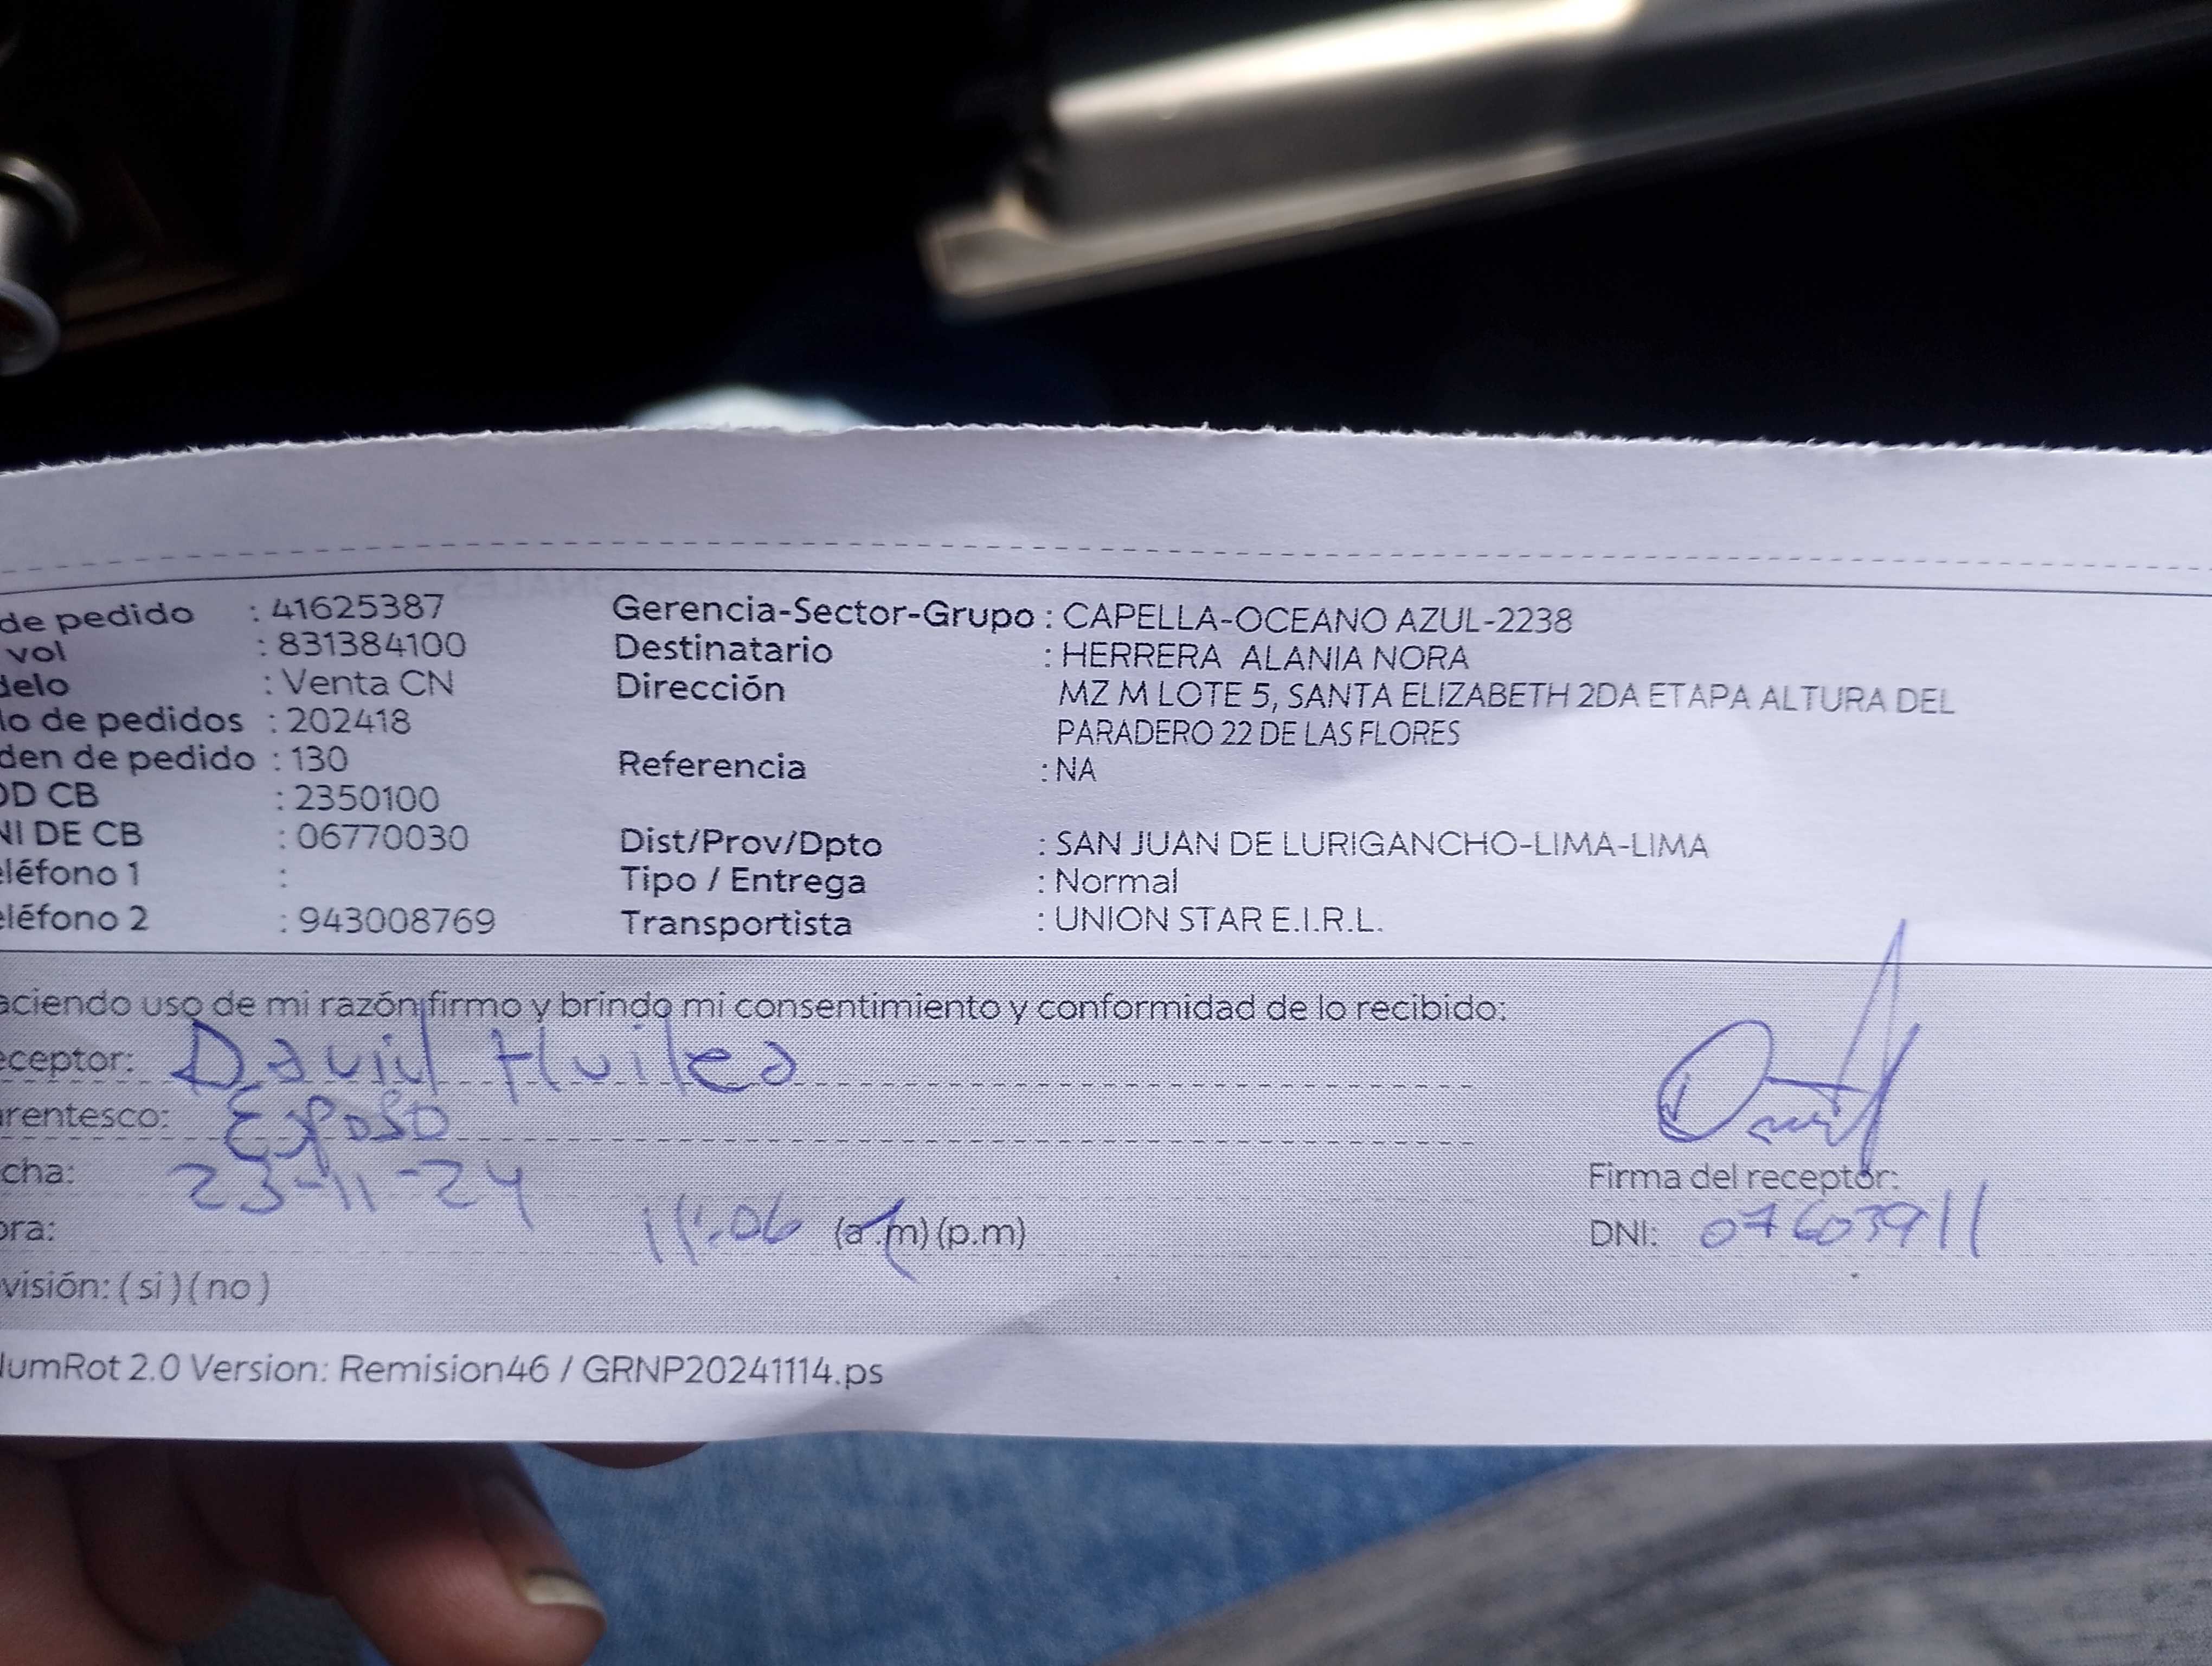 de pedido : 41625387 Gerencia-Sector-Grupo : CAPELLA-OCEANO AZUL-2238
vol : 831384100 Destinatario : HERRERA ALANIA NORA
delo : Venta CN Dirección MZ M LOTE 5, SANTA ELIZABETH 2DA ETAPA ALTURA DEL
lo de pedidos : 202418 PARADERO 22 DE LAS FLORES
den de pedido : 130 Referencia : NA
OD CB : 2350100
NI DE CB : 06770030 Dist/Prov/Dpto : SAN JUAN DE LURIGANCHO-LIMA-LIMA
eléfono 1 : Tipo / Entrega : Normal
eléfono 2 : 943008769 Transportista : UNION STAR E.I.R.L.
aciendo uso de mi razón firmo y brindo mi consentimiento y conformidad de lo recibido:
eceptor: David
arentesco: Esposo
cha: 23-11-24 Firma del receptor:
ora: 11:06 (a.m) (p.m) DNI: 07603911
visión: ( si ) ( no )
NumRot 2.0 Version: Remision46 / GRNP20241114.ps